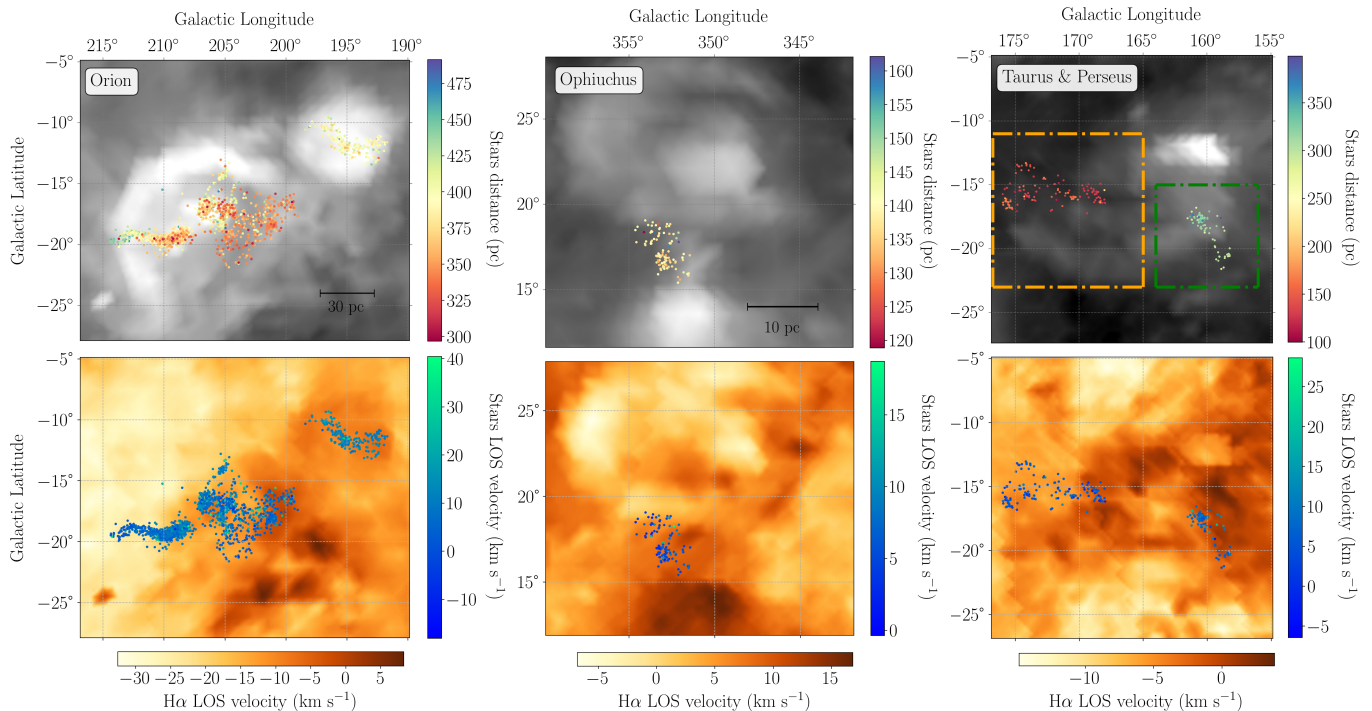 Galactic Longitude
Galactic Longitude
Galactic Longitude
215° 210° 205° 200° 195° 190°
355° 350° 345°
175° 170° 165° 160° 155°
Orion
Ophiuchus
Taurus & Perseus
Galactic Latitude
−5°
−10°
−15°
−20°
−25°
30 pc
475
450
425
400
375
350
325
300
Stars distance (pc)
25°
20°
15°
10 pc
160
155
150
145
140
135
130
125
120
Stars distance (pc)
−5°
−10°
−15°
−20°
−25°
350
300
250
200
150
100
Stars distance (pc)
Galactic Latitude
−5°
−10°
−15°
−20°
−25°
40
30
20
10
0
−10
Stars LOS velocity (km s⁻¹)
25°
20°
15°
15
10
5
0
Stars LOS velocity (km s⁻¹)
−5°
−10°
−15°
−20°
−25°
25
20
15
10
5
0
−5
Stars LOS velocity (km s⁻¹)
−30 −25 −20 −15 −10 −5 0 5
Hα LOS velocity (km s⁻¹)
−5 0 5 10 15
Hα LOS velocity (km s⁻¹)
−10 −5 0
Hα LOS velocity (km s⁻¹)